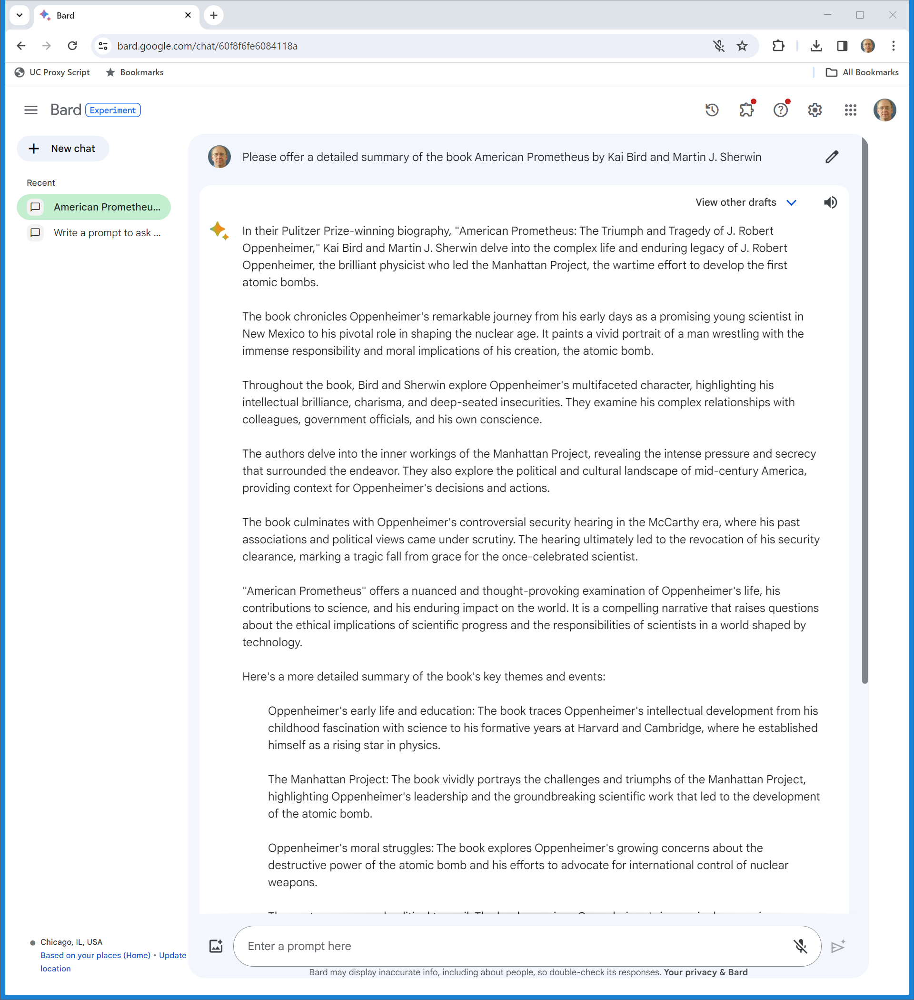 Bard
bard.google.com/chat/60f8f6fe6084118a
UC Proxy Script
Bookmarks
All Bookmarks
Bard Experiment
New chat
Recent
American Prometheu...
Write a prompt to ask ...
Please offer a detailed summary of the book American Prometheus by Kai Bird and Martin J. Sherwin
View other drafts
In their Pulitzer Prize-winning biography, "American Prometheus: The Triumph and Tragedy of J. Robert
Oppenheimer," Kai Bird and Martin J. Sherwin delve into the complex life and enduring legacy of J. Robert
Oppenheimer, the brilliant physicist who led the Manhattan Project, the wartime effort to develop the first
atomic bombs.
The book chronicles Oppenheimer's remarkable journey from his early days as a promising young scientist in
New Mexico to his pivotal role in shaping the nuclear age. It paints a vivid portrait of a man wrestling with the
immense responsibility and moral implications of his creation, the atomic bomb.
Throughout the book, Bird and Sherwin explore Oppenheimer's multifaceted character, highlighting his
intellectual brilliance, charisma, and deep-seated insecurities. They examine his complex relationships with
colleagues, government officials, and his own conscience.
The authors delve into the inner workings of the Manhattan Project, revealing the intense pressure and secrecy
that surrounded the endeavor. They also explore the political and cultural landscape of mid-century America,
providing context for Oppenheimer's decisions and actions.
The book culminates with Oppenheimer's controversial security hearing in the McCarthy era, where his past
associations and political views came under scrutiny. The hearing ultimately led to the revocation of his security
clearance, marking a tragic fall from grace for the once-celebrated scientist.
"American Prometheus" offers a nuanced and thought-provoking examination of Oppenheimer's life, his
contributions to science, and his enduring impact on the world. It is a compelling narrative that raises questions
about the ethical implications of scientific progress and the responsibilities of scientists in a world shaped by
technology.
Here's a more detailed summary of the book's key themes and events:
Oppenheimer's early life and education: The book traces Oppenheimer's intellectual development from his
childhood fascination with science to his formative years at Harvard and Cambridge, where he established
himself as a rising star in physics.
The Manhattan Project: The book vividly portrays the challenges and triumphs of the Manhattan Project,
highlighting Oppenheimer's leadership and the groundbreaking scientific work that led to the development
of the atomic bomb.
Oppenheimer's moral struggles: The book explores Oppenheimer's growing concerns about the
destructive power of the atomic bomb and his efforts to advocate for international control of nuclear
weapons.
Enter a prompt here
Bard may display inaccurate info, including about people, so double-check its responses. Your privacy & Bard
Chicago, IL, USA
Based on your places (Home) • Update
location